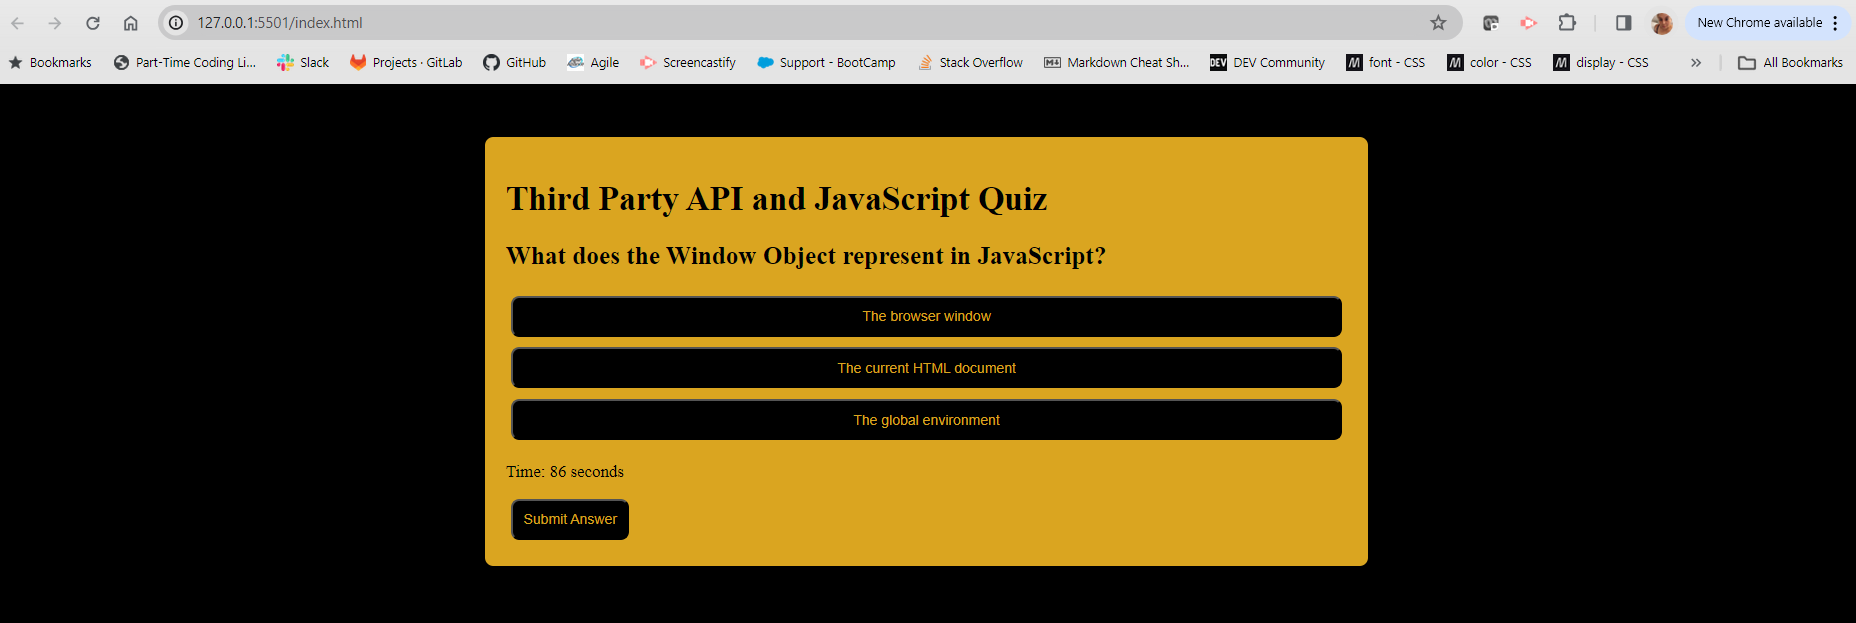 127.0.0.1:5501/index.html New Chrome available
Bookmarks Part-Time Coding Li... Slack Projects · GitLab GitHub Agile Screencastify Support - BootCamp Stack Overflow Markdown Cheat Sh... DEV Community font - CSS color - CSS display - CSS » All Bookmarks
Third Party API and JavaScript Quiz
What does the Window Object represent in JavaScript?
The browser window
The current HTML document
The global environment
Time: 86 seconds
Submit Answer